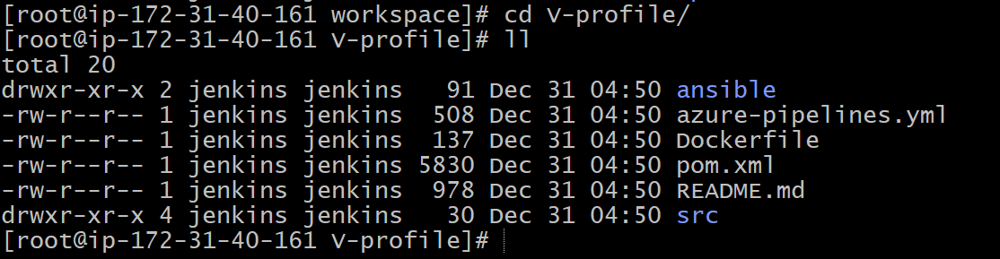 [root@ip-172-31-40-161 workspace]# cd V-profile/
[root@ip-172-31-40-161 V-profile]# ll
total 20
drwxr-xr-x 2 jenkins jenkins   91 Dec 31 04:50 ansible
-rw-r--r-- 1 jenkins jenkins  508 Dec 31 04:50 azure-pipelines.yml
-rw-r--r-- 1 jenkins jenkins  137 Dec 31 04:50 Dockerfile
-rw-r--r-- 1 jenkins jenkins 5830 Dec 31 04:50 pom.xml
-rw-r--r-- 1 jenkins jenkins  978 Dec 31 04:50 README.md
drwxr-xr-x 4 jenkins jenkins   30 Dec 31 04:50 src
[root@ip-172-31-40-161 V-profile]#